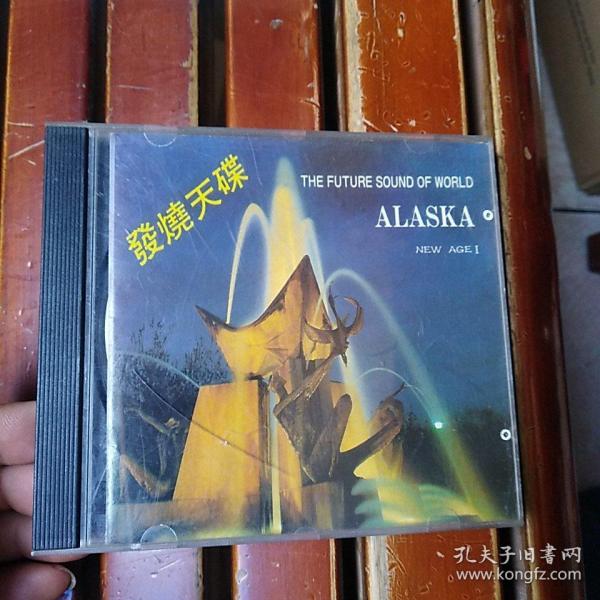 發燒天碟
THE FUTURE SOUND OF WORLD
ALASKA
NEW AGE I
孔夫子旧書网
www.kongfz.com